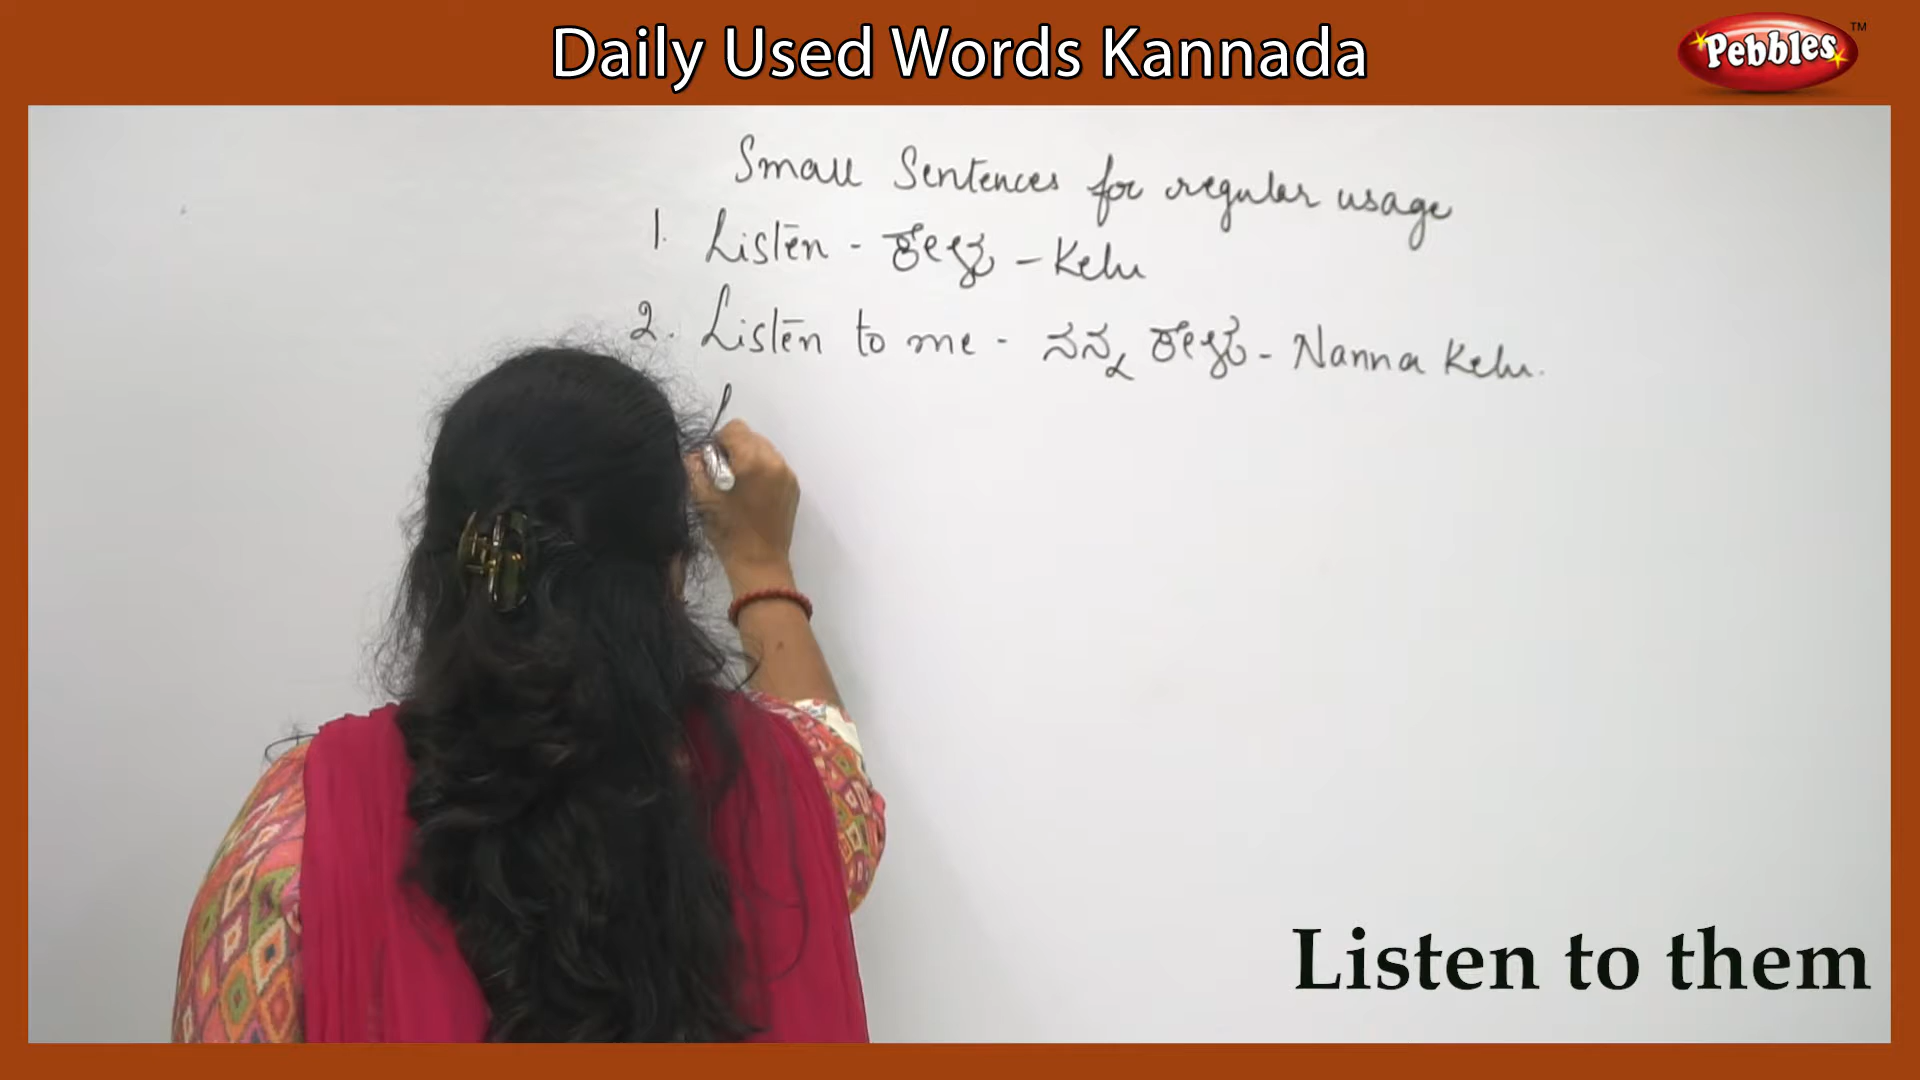 Daily Used Words Kannada
Pebbles TM
Small Sentences for regular usage
1. Listen - ಕೇಳು - Kelu
2. Listen to me - ನನ್ನ ಕೇಳು - Nanna Kelu.
L
Listen to them